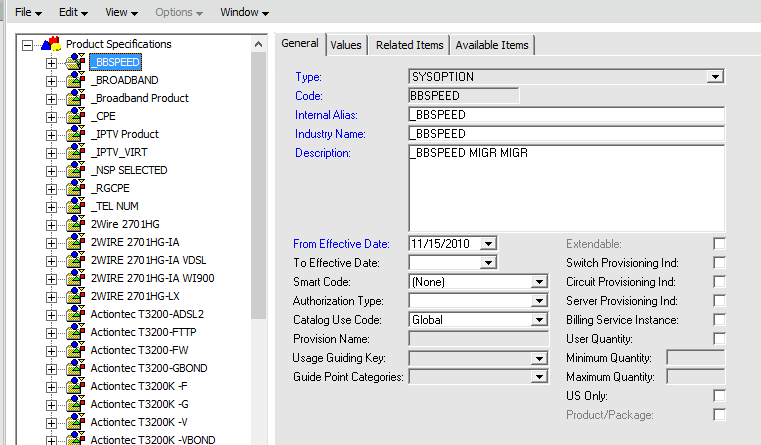 File Edit View Options Window
Product Specifications
_BBSPEED
_BROADBAND
_Broadband Product
_CPE
_IPTV Product
_IPTV_VIRT
_NSP SELECTED
_RGCPE
_TEL NUM
2Wire 2701HG
2WIRE 2701HG-IA
2WIRE 2701HG-IA VDSL
2WIRE 2701HG-IA WI900
2WIRE 2701HG-LX
Actiontec T3200-ADSL2
Actiontec T3200-FTTP
Actiontec T3200-FW
Actiontec T3200-GBOND
Actiontec T3200K -F
Actiontec T3200K -G
Actiontec T3200K -V
Actiontec T3200K -VBOND
General Values Related Items Available Items
Type: SYSOPTION
Code: BBSPEED
Internal Alias: _BBSPEED
Industry Name: _BBSPEED
Description: _BBSPEED MIGR MIGR
From Effective Date: 11/15/2010 Extendable:
To Effective Date: Switch Provisioning Ind:
Smart Code: (None) Circuit Provisioning Ind:
Authorization Type: Server Provisioning Ind:
Catalog Use Code: Global Billing Service Instance:
Provision Name: User Quantity:
Usage Guiding Key: Minimum Quantity:
Guide Point Categories: Maximum Quantity:
US Only:
Product/Package: